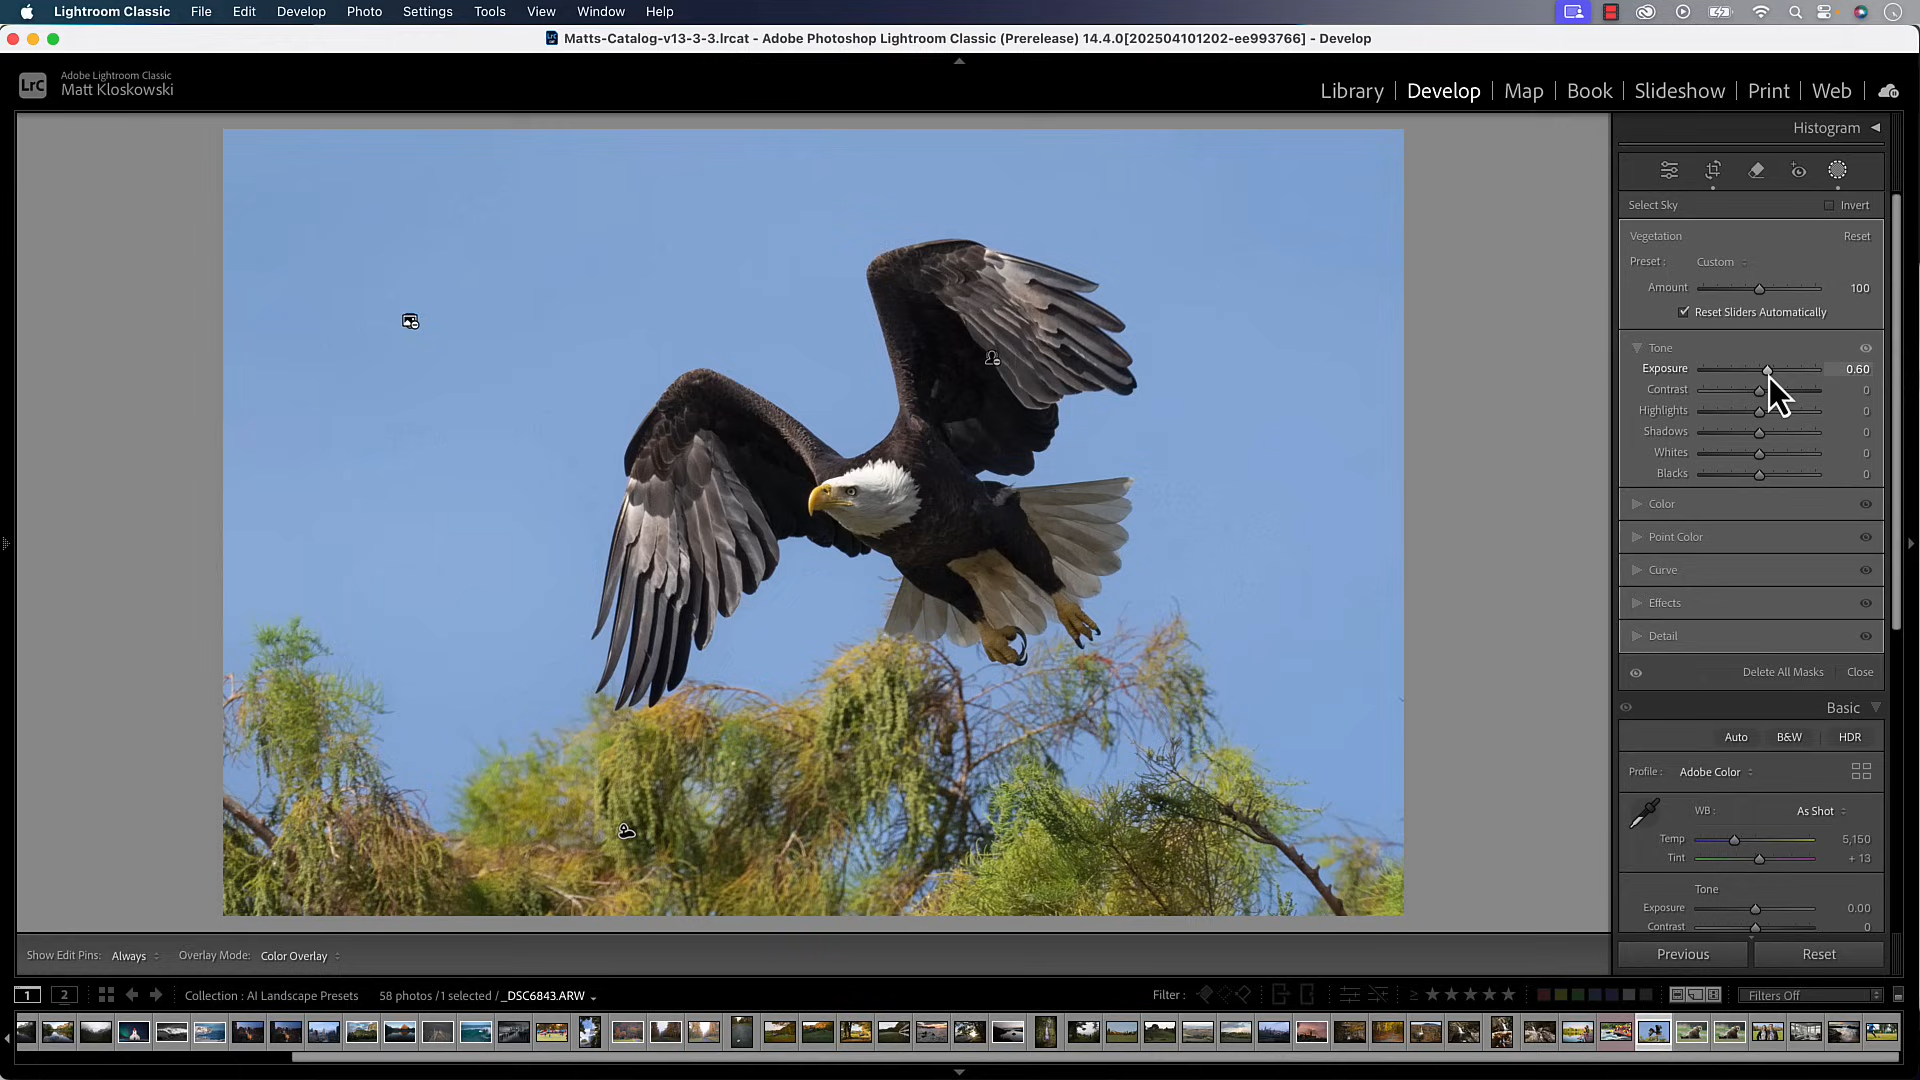 Lightroom Classic File Edit Develop Photo Settings Tools View Window Help
LrC Matts-Catalog-v13-3-3.lrcat - Adobe Photoshop Lightroom Classic (Prerelease) 14.4.0[202504101202-ee993766] - Develop
LrC
Adobe Lightroom Classic
Matt Kloskowski
Library | Develop | Map | Book | Slideshow | Print | Web
Histogram
Select Sky Invert
Vegetation Reset
Preset : Custom
Amount 100
Reset Sliders Automatically
Tone
Exposure 0.60
Contrast 0
Highlights 0
Shadows 0
Whites 0
Blacks 0
Color
Point Color
Curve
Effects
Detail
Delete All Masks Close
Basic
Auto B&W HDR
Profile : Adobe Color
WB : As Shot
Temp 5,150
Tint + 13
Tone
Exposure 0.00
Contrast 0
Show Edit Pins: Always Overlay Mode: Color Overlay
Previous Reset
1 2 Collection : AI Landscape Presets 58 photos /1 selected / _DSC6843.ARW Filter : ≥ Filters Off